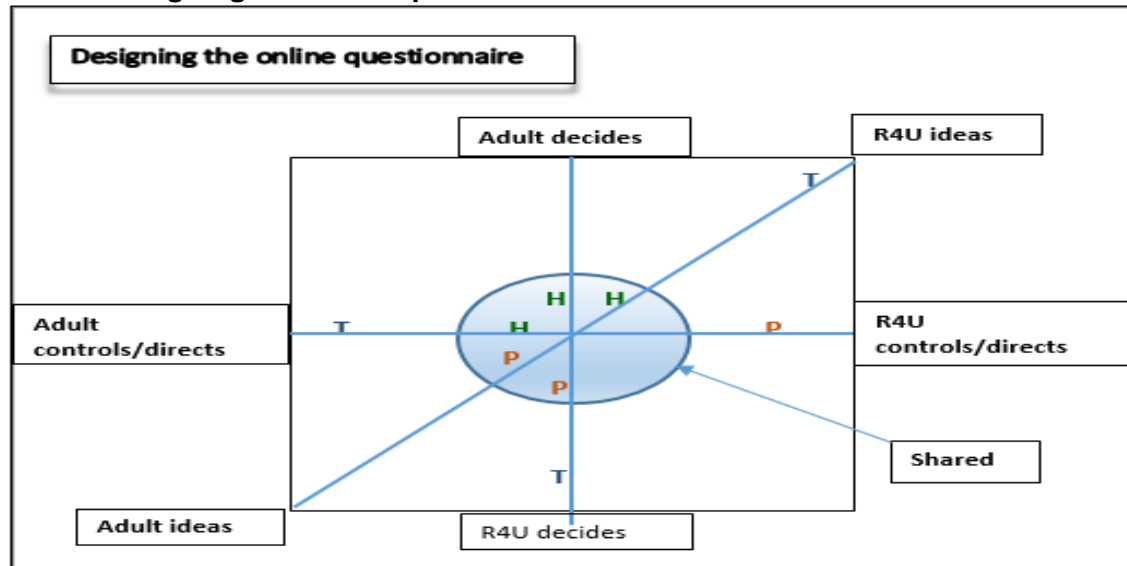 Designing the online questionnaire
Adult decides
R4U ideas
T
H H
Adult
controls/directs
T
H
P
R4U
controls/directs
P
P
T
Shared
Adult ideas
R4U decides